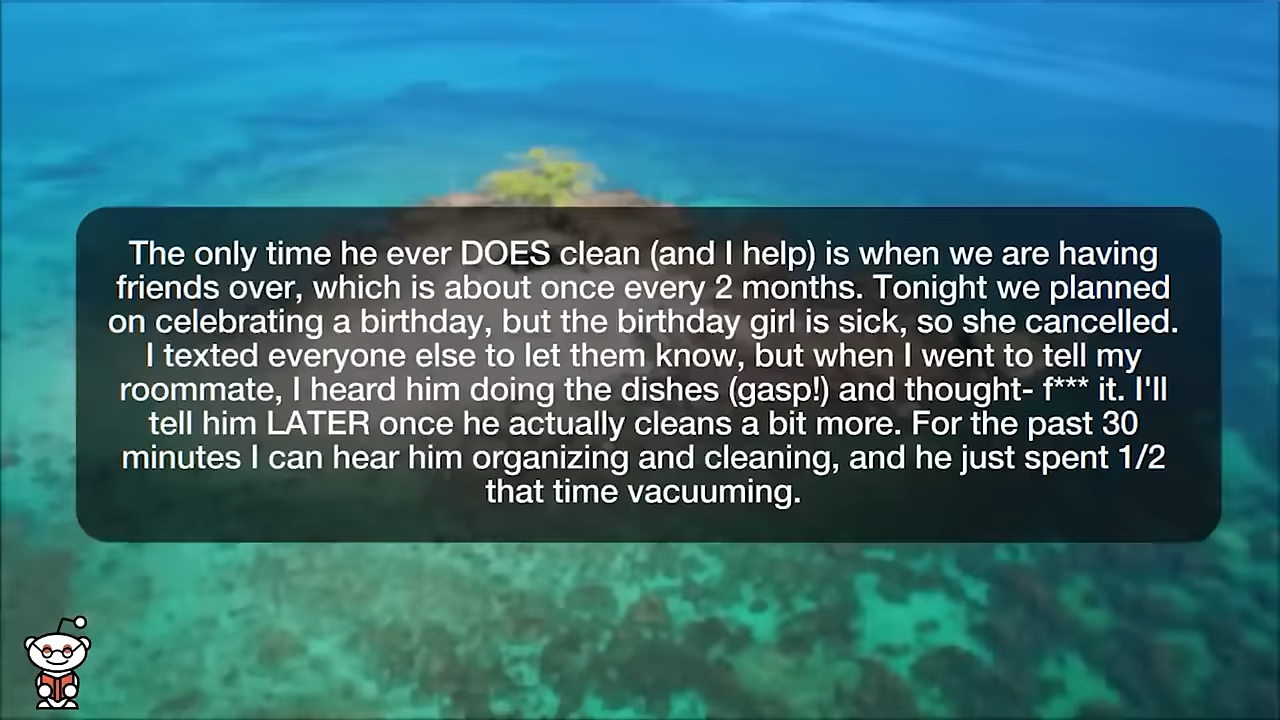 The only time he ever DOES clean (and I help) is when we are having
friends over, which is about once every 2 months. Tonight we planned
on celebrating a birthday, but the birthday girl is sick, so she cancelled.
I texted everyone else to let them know, but when I went to tell my
roommate, I heard him doing the dishes (gasp!) and thought- f*** it. I'll
tell him LATER once he actually cleans a bit more. For the past 30
minutes I can hear him organizing and cleaning, and he just spent 1/2
that time vacuuming.